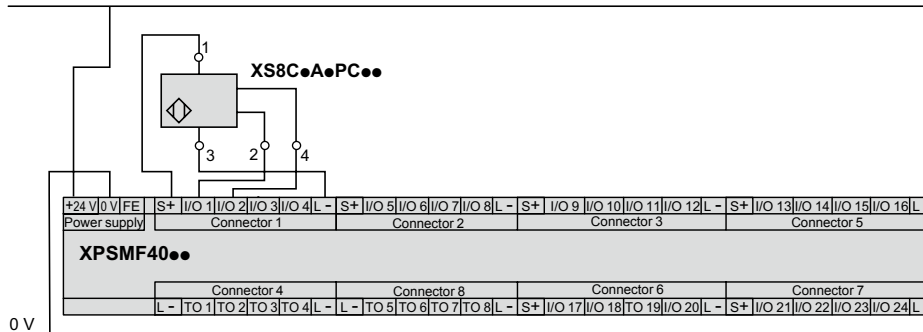 1
XS8C●A●PC●●
3 2 4
+24 V 0 V FE S+ I/O 1 I/O 2 I/O 3 I/O 4 L - S+ I/O 5 I/O 6 I/O 7 I/O 8 L - S+ I/O 9 I/O 10 I/O 11 I/O 12 L - S+ I/O 13 I/O 14 I/O 15 I/O 16 L
Power supply Connector 1 Connector 2 Connector 3 Connector 5
XPSMF40●●
Connector 4 Connector 8 Connector 6 Connector 7
L - TO 1 TO 2 TO 3 TO 4 L - L - TO 5 TO 6 TO 7 TO 8 L - S+ I/O 17 I/O 18 TO 19 I/O 20 L - S+ I/O 21 I/O 22 I/O 23 I/O 24 L
0 V